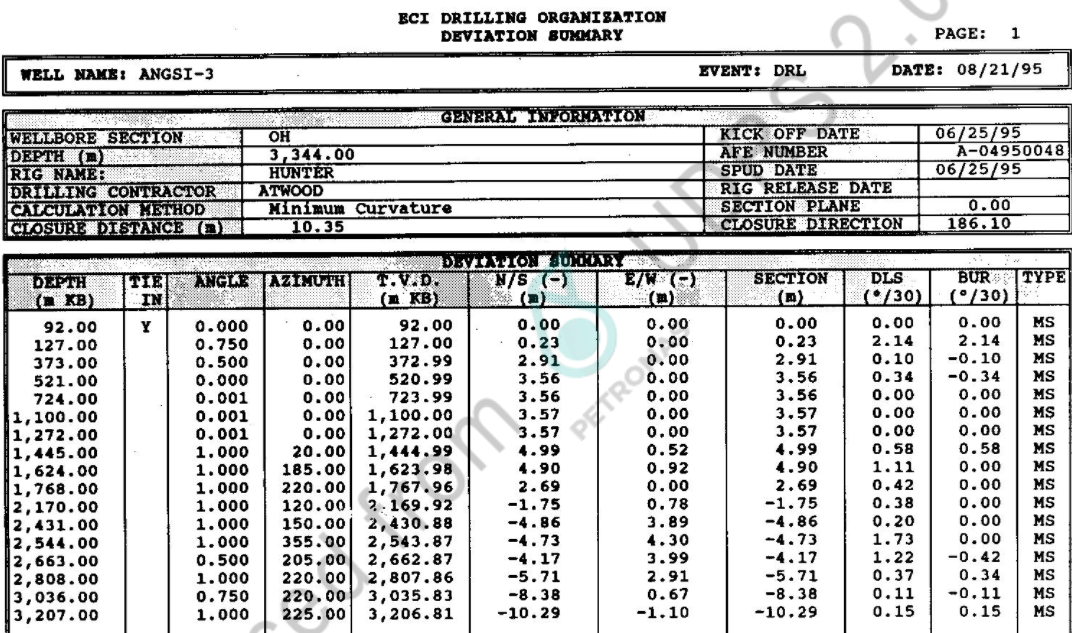 ECI DRILLING ORGANIZATION
DEVIATION SUMMARY
PAGE: 1
WELL NAME: ANGSI-3 EVENT: DRL DATE: 08/21/95
GENERAL INFORMATION
WELLBORE SECTION OH KICK OFF DATE 06/25/95
DEPTH (m) 3,344.00 AFE NUMBER A-04950048
RIG NAME: HUNTER SPUD DATE 06/25/95
DRILLING CONTRACTOR ATWOOD RIG RELEASE DATE
CALCULATION METHOD Minimum Curvature SECTION PLANE 0.00
CLOSURE DISTANCE (m) 10.35 CLOSURE DIRECTION 186.10
DEVIATION SUMMARY
DEPTH TIE ANGLE AZIMUTH T.V.D. N/S (-) E/W (-) SECTION DLS BUR TYPE
(m KB) IN (m KB) (m) (m) (m) (°/30) (°/30)
92.00 Y 0.000 0.00 92.00 0.00 0.00 0.00 0.00 0.00 MS
127.00 0.750 0.00 127.00 0.23 0.00 0.23 2.14 2.14 MS
373.00 0.500 0.00 372.99 2.91 0.00 2.91 0.10 -0.10 MS
521.00 0.000 0.00 520.99 3.56 0.00 3.56 0.34 -0.34 MS
724.00 0.001 0.00 723.99 3.56 0.00 3.56 0.00 0.00 MS
1,100.00 0.001 0.00 1,100.00 3.57 0.00 3.57 0.00 0.00 MS
1,272.00 0.001 0.00 1,272.00 3.57 0.00 3.57 0.00 0.00 MS
1,445.00 1.000 20.00 1,444.99 4.99 0.52 4.99 0.58 0.58 MS
1,624.00 1.000 185.00 1,623.98 4.90 0.92 4.90 1.11 0.00 MS
1,768.00 1.000 220.00 1,767.96 2.69 0.00 2.69 0.42 0.00 MS
2,170.00 1.000 120.00 2,169.92 -1.75 0.78 -1.75 0.38 0.00 MS
2,431.00 1.000 150.00 2,430.88 -4.86 3.89 -4.86 0.20 0.00 MS
2,544.00 1.000 355.00 2,543.87 -4.73 4.30 -4.73 1.73 0.00 MS
2,663.00 0.500 205.00 2,662.87 -4.17 3.99 -4.17 1.22 -0.42 MS
2,808.00 1.000 220.00 2,807.86 -5.71 2.91 -5.71 0.37 0.34 MS
3,036.00 0.750 220.00 3,035.83 -8.38 0.67 -8.38 0.11 -0.11 MS
3,207.00 1.000 225.00 3,206.81 -10.29 -1.10 -10.29 0.15 0.15 MS
PETRONAS